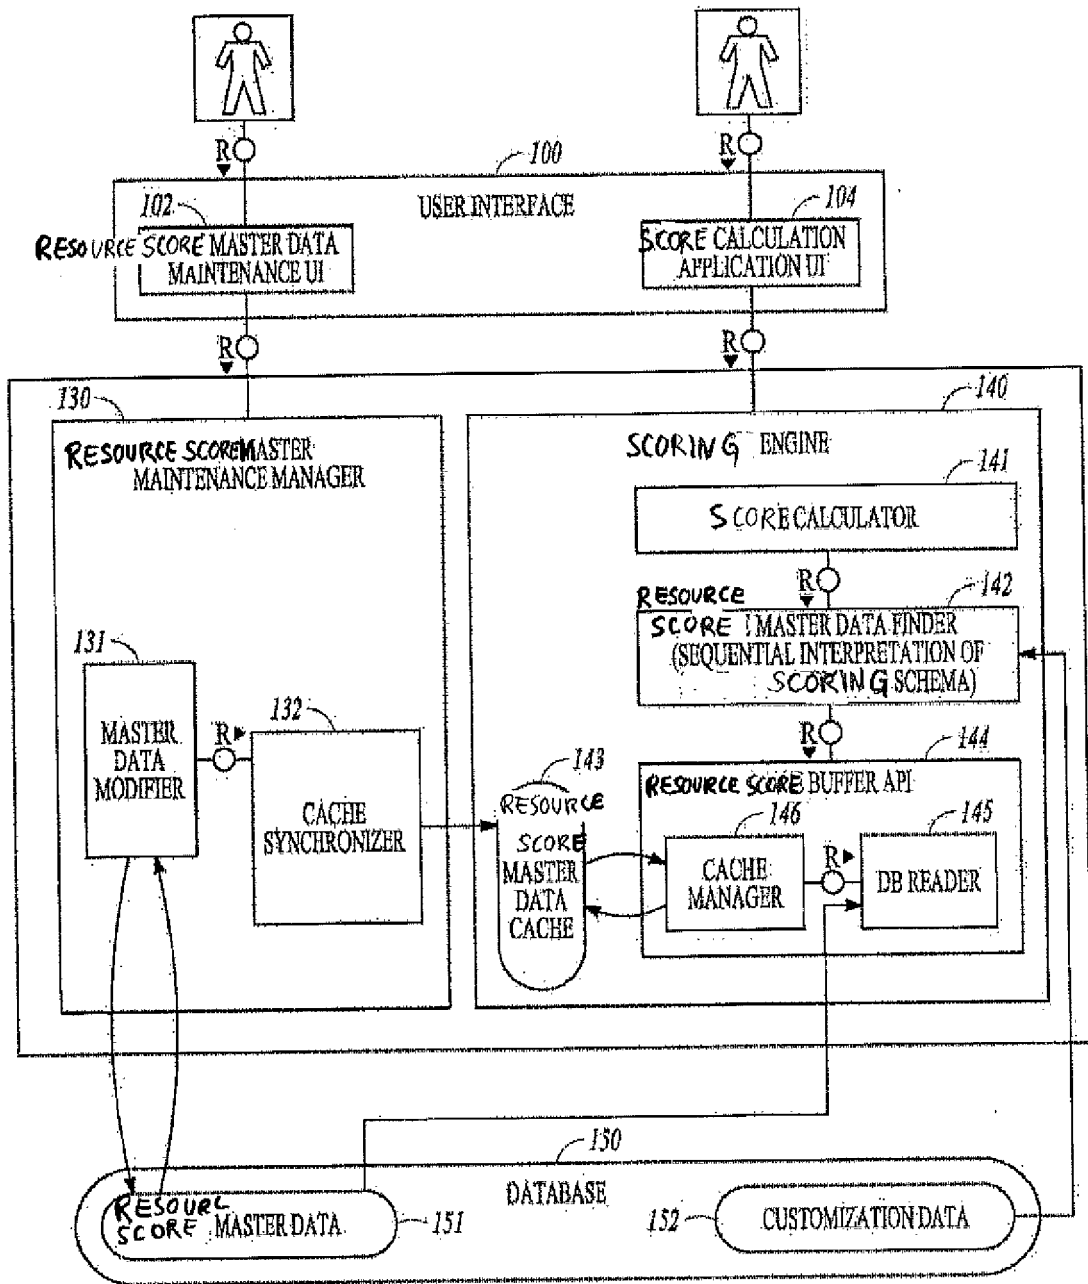 R
R
100
USER INTERFACE
102
104
RESOURCE SCORE MASTER DATA
MAINTENANCE UI
SCORE CALCULATION
APPLICATION UI
R
R
130
140
RESOURCE SCORE MASTER
MAINTENANCE MANAGER
SCORING ENGINE
141
SCORE CALCULATOR
R
142
RESOURCE
SCORE MASTER DATA FINDER
(SEQUENTIAL INTERPRETATION OF
SCORING SCHEMA)
131
MASTER
DATA
MODIFIER
R
132
CACHE
SYNCHRONIZER
R
144
143
RESOURCE
SCORE
MASTER
DATA
CACHE
RESOURCE SCORE BUFFER API
146
145
CACHE
MANAGER
R
DB READER
150
DATABASE
RESOURC
SCORE MASTER DATA
151
152
CUSTOMIZATION DATA